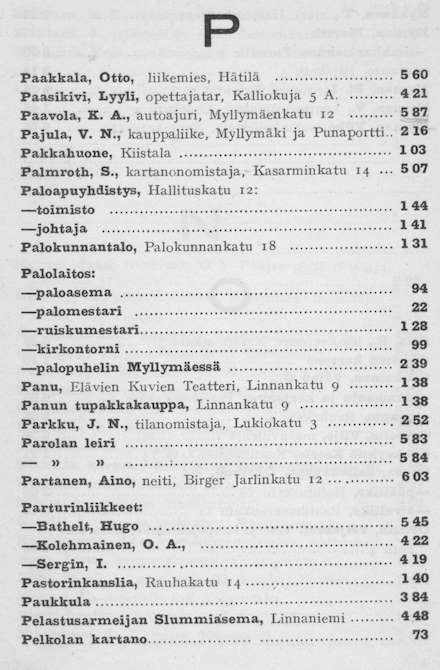 P
Paakkala, Otto, liikemies, Hätilä ........ 5 60
Paasikivi, Lyyli, opettajatar, Kalliokuja 5 A. ........ 4 21
Paavola, K. A., autoajuri, Myllymäenkatu 12 ........ 5 87
Pajula, V. N., kauppaliike, Myllymäki ja Punaportti.. 2 16
Pakkahuone, Kiistala ........ 1 03
Palmroth, S., kartanonomistaja, Kasarminkatu 14 ... 5 07
Paloapuyhdistys, Hallituskatu 12:
—toimisto ........ 1 44
—johtaja ........ 1 41
Palokunnantalo, Palokunnankatu 18 ........ 1 31
Palolaitos:
—paloasema ........ 94
—palomestari ........ 22
—ruiskumestari ........ 1 28
—kirkontorni ........ 99
—palopuhelin Myllymäessä ........ 2 39
Panu, Elävien Kuvien Teatteri, Linnankatu 9 ........ 1 38
Panun tupakkakauppa, Linnankatu 9 ........ 1 38
Parkku, J. N., tilanomistaja, Lukiokatu 3 ........ 2 52
Parolan leiri ........ 5 83
— » » ........ 5 84
Partanen, Aino, neiti, Birger Jarlinkatu 12 ........ 6 03
Parturinliikkeet:
—Bathelt, Hugo ........ 5 45
—Kolehmainen, O. A., ........ 4 22
—Sergin, I. ........ 4 19
Pastorinkanslia, Rauhakatu 14 ........ 1 40
Paukkula ........ 3 84
Pelastusarmeijan Slummiasema, Linnaniemi ........ 4 48
Pelkolan kartano ........ 73